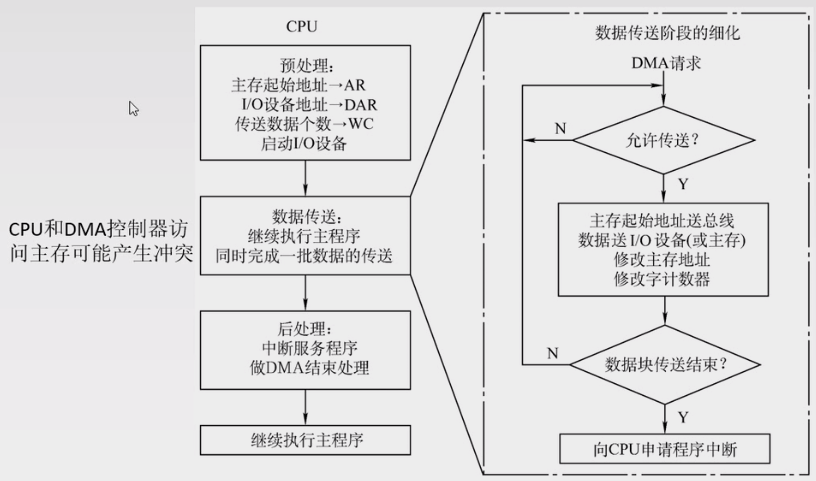 CPU
预处理：
主存起始地址→AR
I/O设备地址→DAR
传送数据个数→WC
启动I/O设备
CPU和DMA控制器访
问主存可能产生冲突
数据传送：
继续执行主程序
同时完成一批数据的传送
后处理：
中断服务程序
做DMA结束处理
继续执行主程序
数据传送阶段的细化
DMA请求
允许传送？
N
Y
主存起始地址送总线
数据送 I/O 设备(或主存)
修改主存地址
修改字计数器
数据块传送结束？
N
Y
向CPU申请程序中断